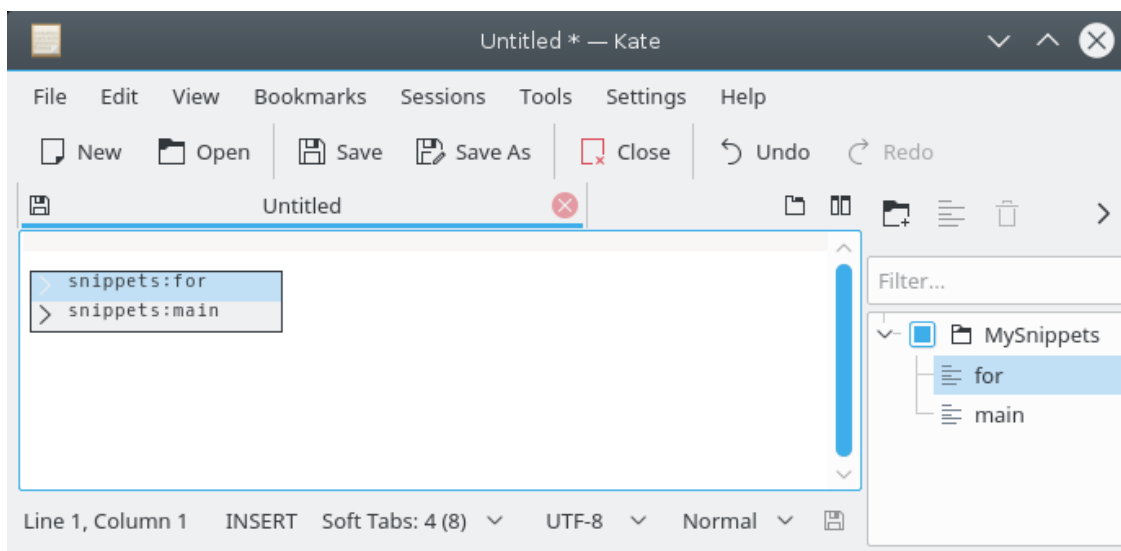 Untitled * — Kate
File Edit View Bookmarks Sessions Tools Settings Help
New Open Save Save As Close Undo Redo
Untitled
Filter...
snippets:for
snippets:main
MySnippets
for
main
Line 1, Column 1 INSERT Soft Tabs: 4 (8) UTF-8 Normal